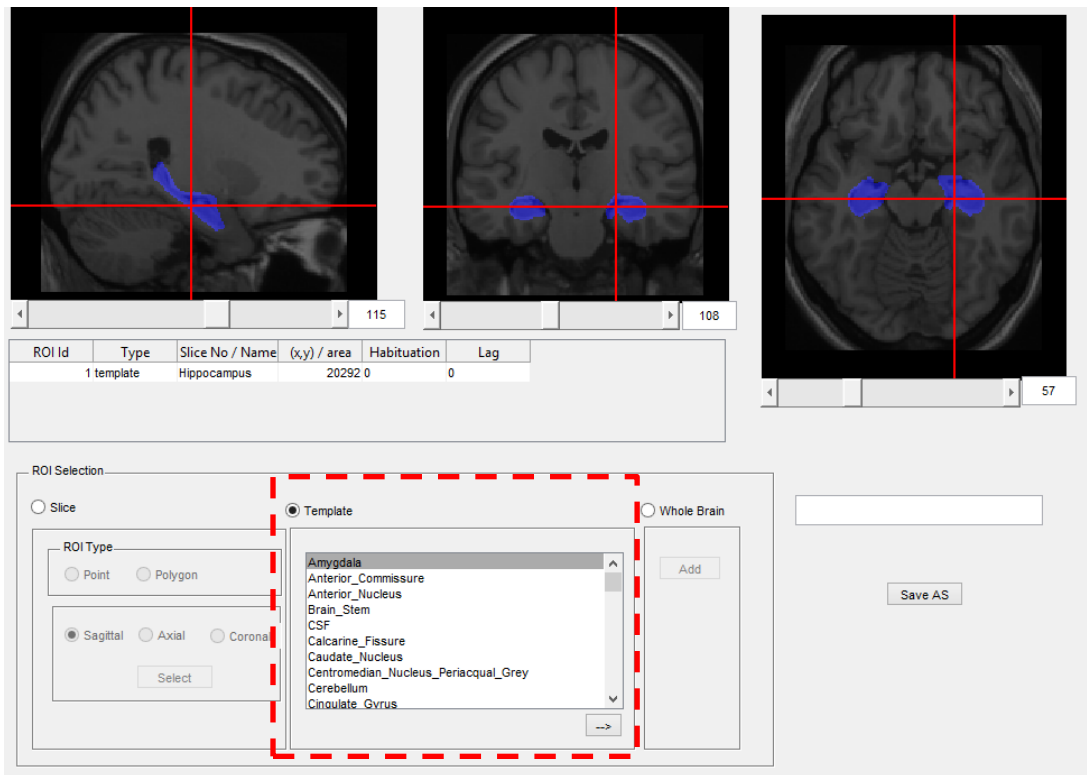 115
108
57
ROI Id Type Slice No / Name (x,y) / area Habituation Lag
1 template Hippocampus 20292 0 0
ROI Selection
Slice
Template
Whole Brain
ROI Type
Point Polygon
Sagittal Axial Coronal
Select
Amygdala
Anterior_Commissure
Anterior_Nucleus
Brain_Stem
CSF
Calcarine_Fissure
Caudate_Nucleus
Centromedian_Nucleus_Periacqual_Grey
Cerebellum
Cingulate_Gyrus
-->
Add
Save AS